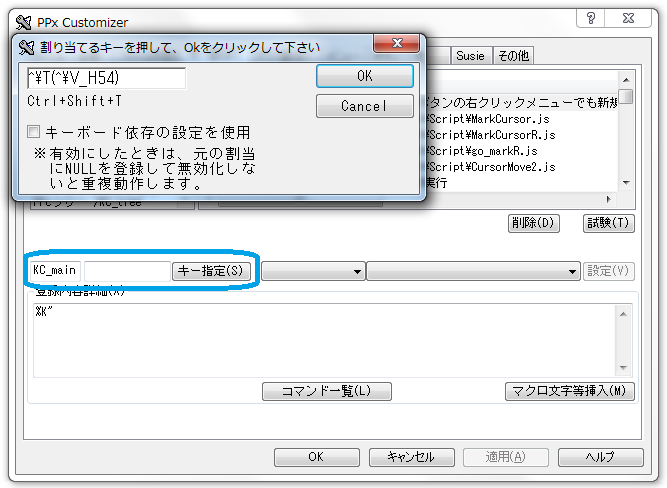 PPx Customizer
割り当てるキーを押して、Okをクリックして下さい
^\T(^\V_H54)
OK
Ctrl+Shift+T
Cancel
キーボード依存の設定を使用
※有効にしたときは、元の割当
にNULLを登録して無効化しな
いと重複動作します。
Susie
その他
タンの右クリックメニューでも新規
\Script\MarkCursor.js
\Script\MarkCursorR.js
\Script\go_markR.js
\Script\CursorMove2.js
実行
削除(D)
試験(T)
KC_main
キー指定(S)
設定(V)
登録内容詳細(X)
%K"
コマンド一覧(L)
マクロ文字等挿入(M)
OK
キャンセル
適用(A)
ヘルプ